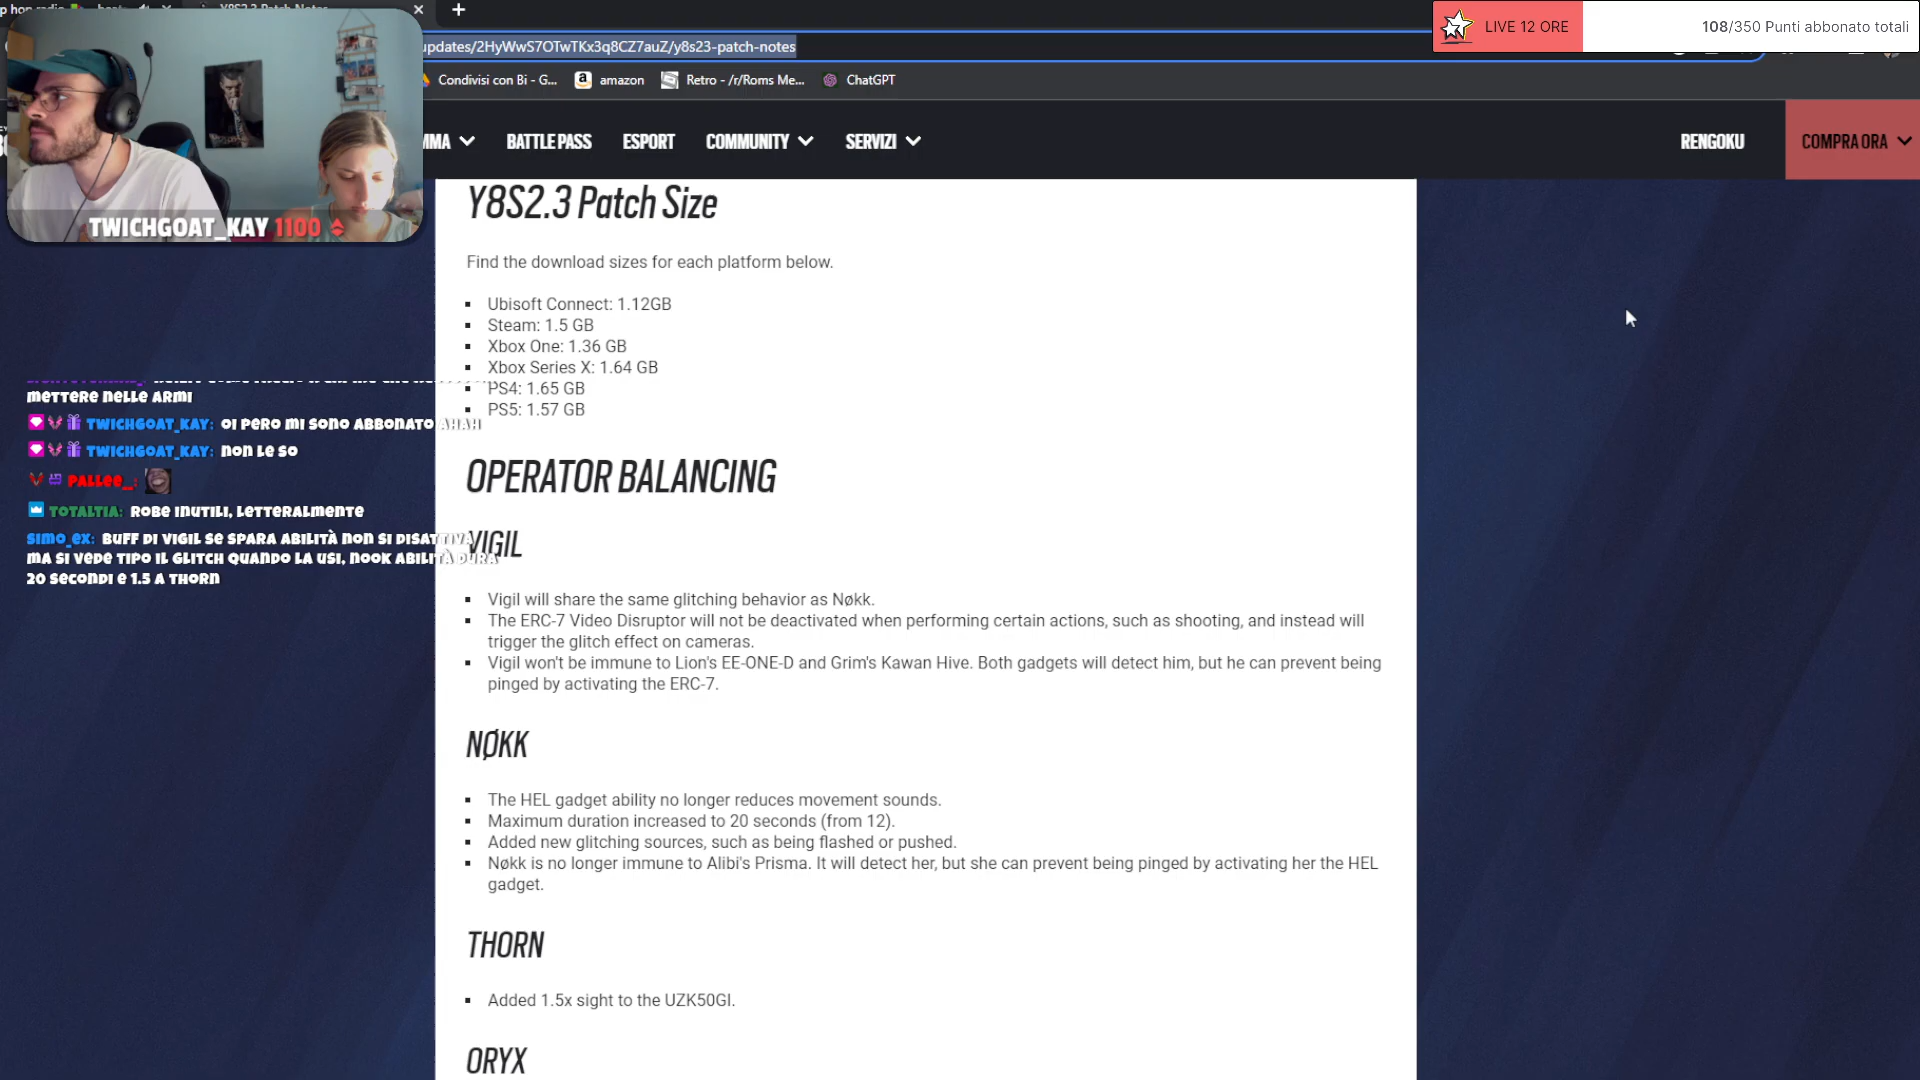 Y8S2.3 Patch Notes
updates/2HyWwS7OTwTKx3q8CZ7auZ/y8s23-patch-notes
LIVE 12 ORE
108/350 Punti abbonato totali
Condivisi con Bi - G...
amazon
Retro - /r/Roms Me...
ChatGPT
MMA
BATTLE PASS
ESPORT
COMMUNITY
SERVIZI
RENGOKU
COMPRA ORA
TWICHGOAT_KAY 1100
Y8S2.3 Patch Size
Find the download sizes for each platform below.
Ubisoft Connect: 1.12GB
Steam: 1.5 GB
Xbox One: 1.36 GB
Xbox Series X: 1.64 GB
PS4: 1.65 GB
PS5: 1.57 GB
mettere nelle armi
TWICHGOAT_KAY: oi pero mi sono abbonato ahah
TWICHGOAT_KAY: non le so
Pallee_:
TOTALTIA: Robe inutili, letteralmente
simo_ex: Buff di vigil se spara abilità non si disattiva
ma si vede tipo il glitch quando la usi, nook abilità dura
20 secondi e 1.5 a thorn
OPERATOR BALANCING
VIGIL
Vigil will share the same glitching behavior as Nøkk.
The ERC-7 Video Disruptor will not be deactivated when performing certain actions, such as shooting, and instead will
trigger the glitch effect on cameras.
Vigil won't be immune to Lion's EE-ONE-D and Grim's Kawan Hive. Both gadgets will detect him, but he can prevent being
pinged by activating the ERC-7.
NØKK
The HEL gadget ability no longer reduces movement sounds.
Maximum duration increased to 20 seconds (from 12).
Added new glitching sources, such as being flashed or pushed.
Nøkk is no longer immune to Alibi's Prisma. It will detect her, but she can prevent being pinged by activating her the HEL
gadget.
THORN
Added 1.5x sight to the UZK50GI.
ORYX